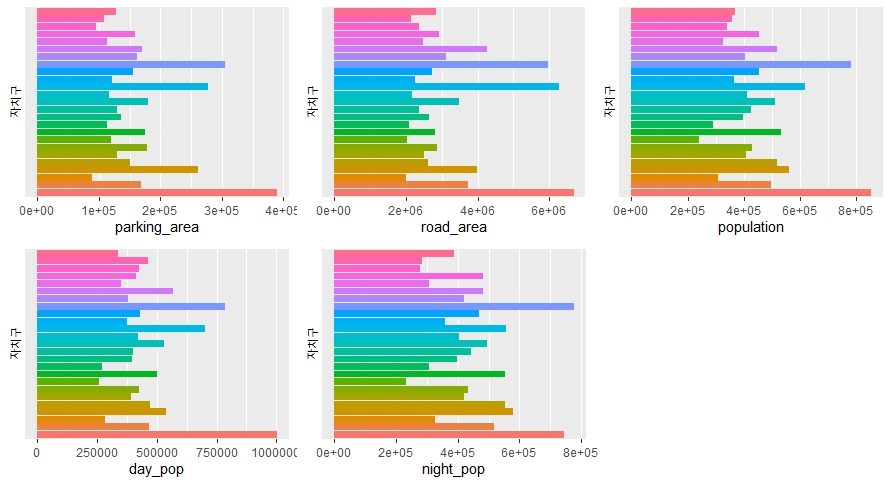 자치구
0e+00 1e+05 2e+05 3e+05 4e+05
parking_area
자치구
0e+00 2e+06 4e+06 6e+06
road_area
자치구
0e+00 2e+05 4e+05 6e+05 8e+05
population
자치구
0 250000 500000 750000 1000000
day_pop
자치구
0e+00 2e+05 4e+05 6e+05 8e+05
night_pop